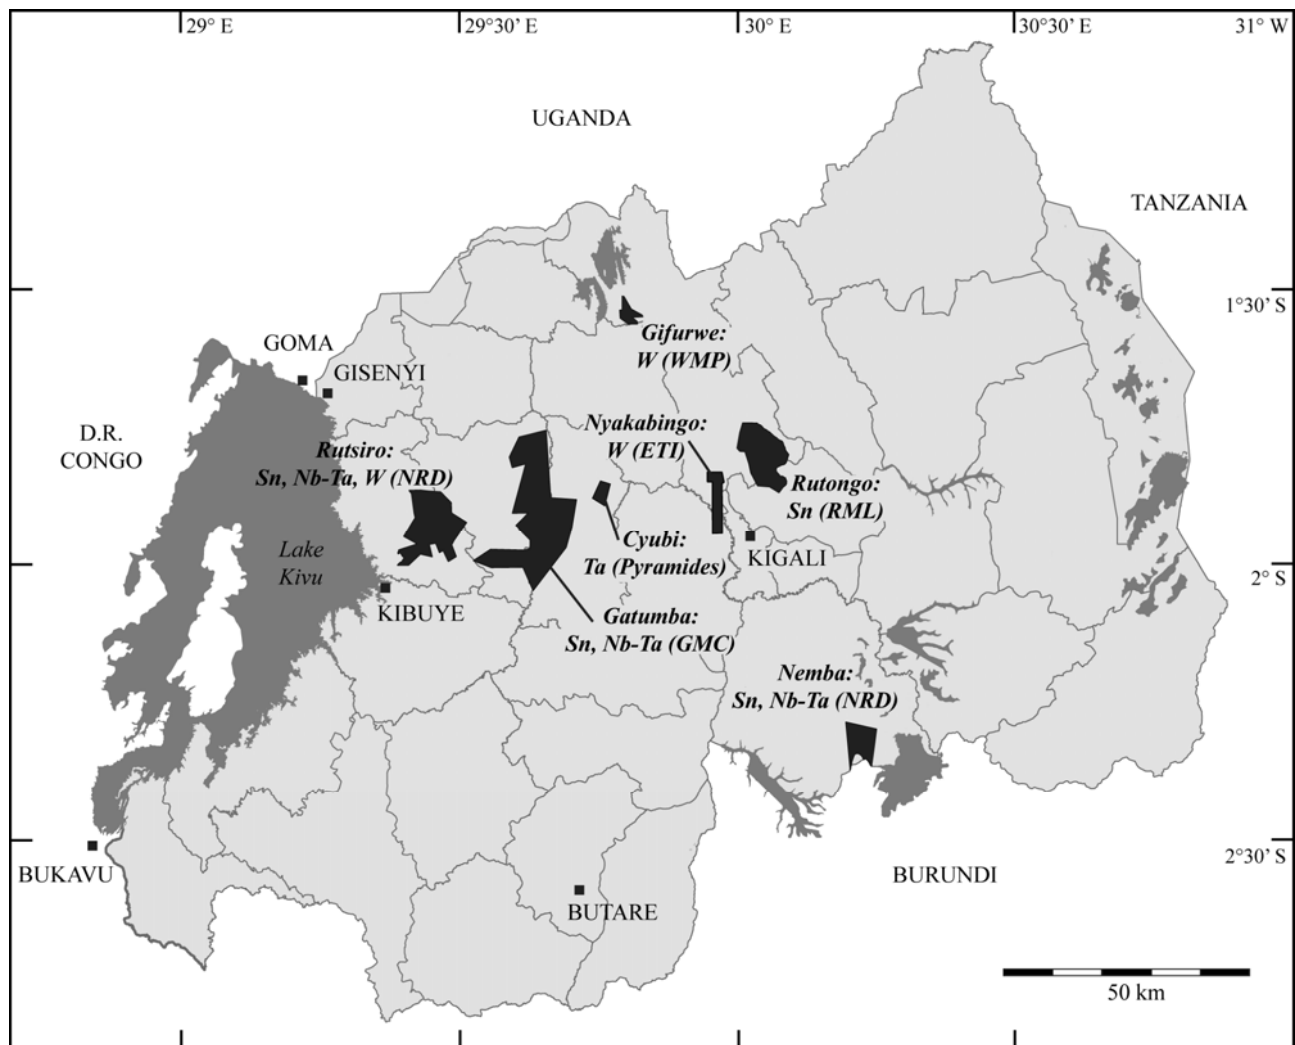 29° E
29°30’ E
30° E
30°30’ E
31° W
UGANDA
TANZANIA
1°30’ S
Gifurwe:
W (WMP)
GOMA
GISENYI
D.R.
CONGO
Rutsiro:
Sn, Nb-Ta, W (NRD)
Nyakabingo:
W (ETI)
Rutongo:
Sn (RML)
Cyubi:
Ta (Pyramides)
KIGALI
Lake
Kivu
2° S
KIBUYE
Gatumba:
Sn, Nb-Ta (GMC)
Nemba:
Sn, Nb-Ta (NRD)
2°30’ S
BUKAVU
BURUNDI
BUTARE
50 km